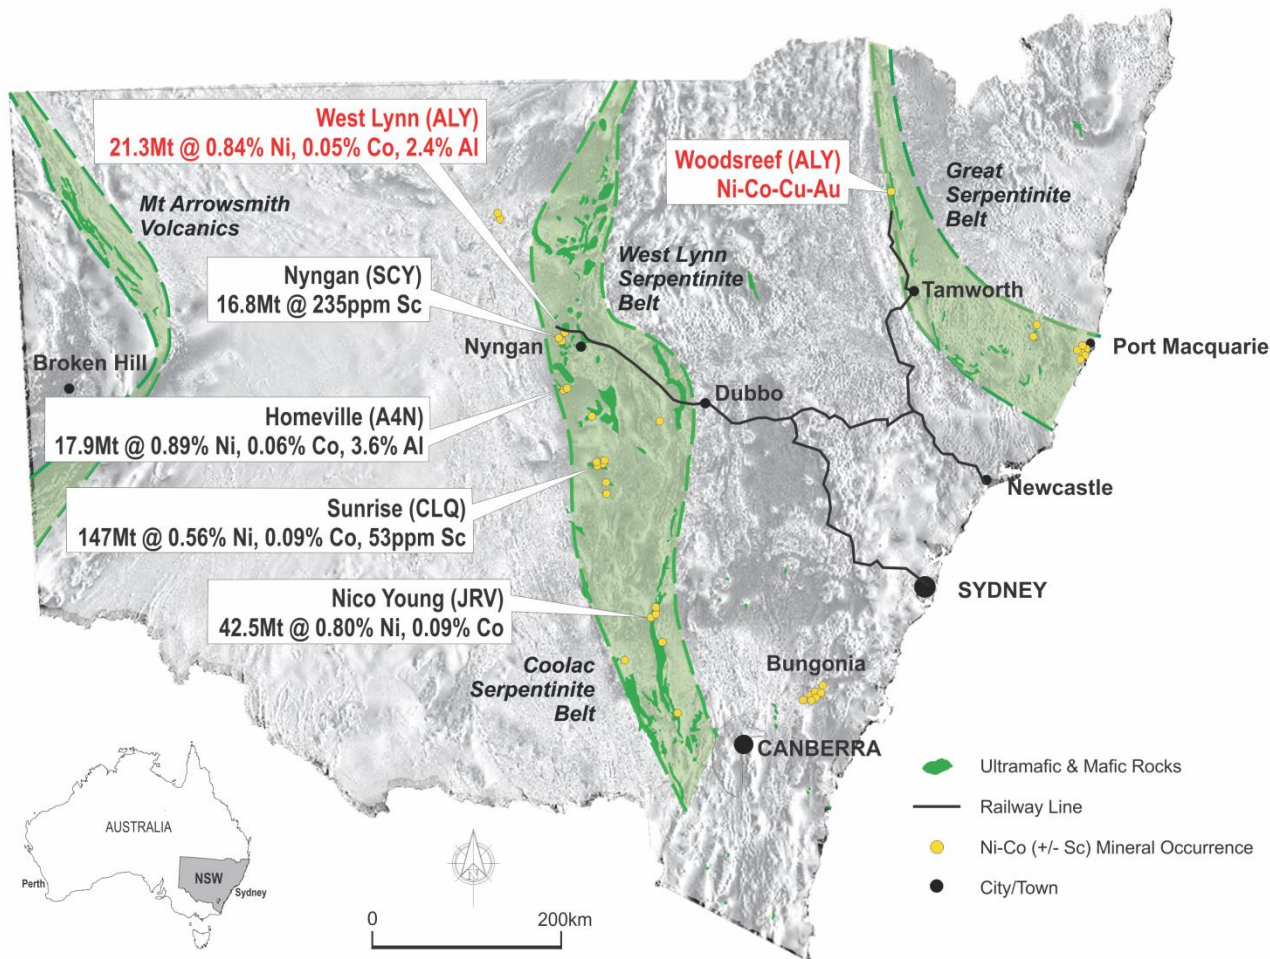 West Lynn (ALY)
21.3Mt @ 0.84% Ni, 0.05% Co, 2.4% Al
Woodsreef (ALY)
Ni-Co-Cu-Au
Great
Serpentinite
Belt
Mt Arrowsmith
Volcanics
West Lynn
Serpentinite
Belt
Nyngan (SCY)
16.8Mt @ 235ppm Sc
Tamworth
Nyngan
Port Macquarie
Broken Hill
Dubbo
Homeville (A4N)
17.9Mt @ 0.89% Ni, 0.06% Co, 3.6% Al
Newcastle
Sunrise (CLQ)
147Mt @ 0.56% Ni, 0.09% Co, 53ppm Sc
SYDNEY
Nico Young (JRV)
42.5Mt @ 0.80% Ni, 0.09% Co
Bungonia
Coolac
Serpentinite
Belt
CANBERRA
Ultramafic & Mafic Rocks
Railway Line
Ni-Co (+/- Sc) Mineral Occurrence
City/Town
AUSTRALIA
NSW
Perth
Sydney
N
0
200km